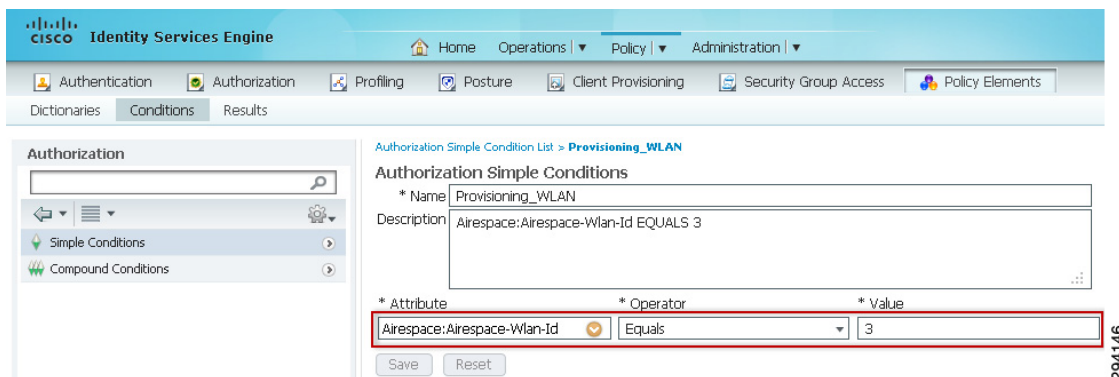 cisco Identity Services Engine
Home Operations | Policy | Administration |
Authentication Authorization Profiling Posture Client Provisioning Security Group Access Policy Elements
Dictionaries Conditions Results
Authorization
Simple Conditions
Compound Conditions
Authorization Simple Condition List > Provisioning_WLAN
Authorization Simple Conditions
* Name Provisioning_WLAN
Description Airespace:Airespace-Wlan-Id EQUALS 3
* Attribute * Operator * Value
Airespace:Airespace-Wlan-Id Equals 3
Save Reset
294146